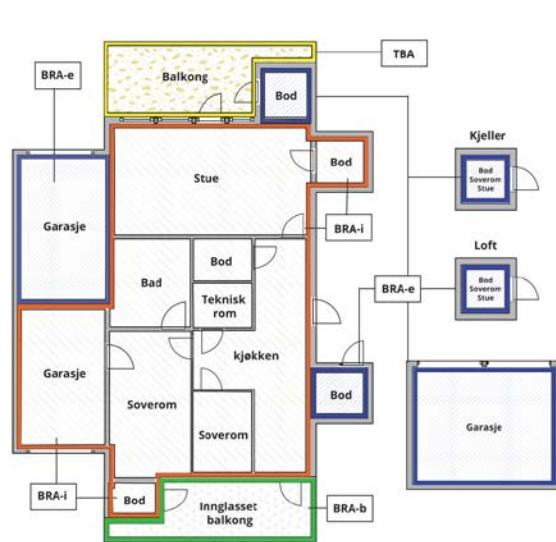 TBA
BRA-e
Balkong
Bod
Kjeller
Bod
Soverom
Stue
Stue
Bod
Garasje
BRA-i
Loft
Bod
Soverom
Stue
Bad
Bod
Teknisk
rom
BRA-e
kjøkken
Garasje
Soverom
Bod
Soverom
Garasje
BRA-i
Bod
Innglasset
balkong
BRA-b